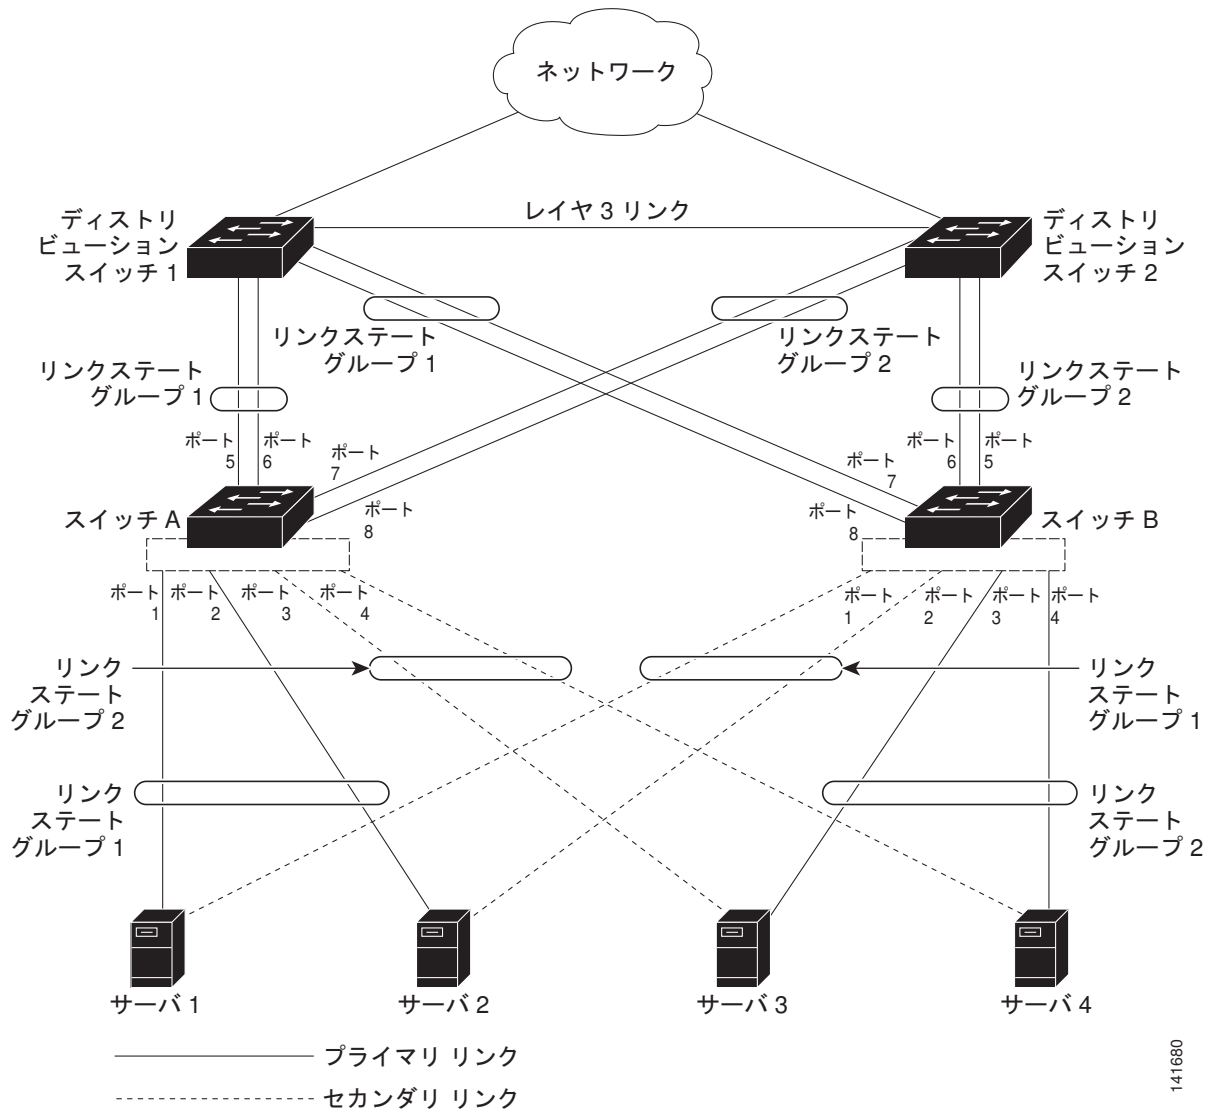 ネットワーク
レイヤ 3 リンク
ディストリ
ビューション
スイッチ 1
ディストリ
ビューション
スイッチ 2
リンクステート
グループ 1
リンクステート
グループ 2
リンクステート
グループ 1
リンクステート
グループ 2
ポート
5
ポート
6
ポート
7
ポート
8
ポート
7
ポート
6
ポート
5
ポート
8
スイッチ A
スイッチ B
ポート
1
ポート
2
ポート
3
ポート
4
ポート
1
ポート
2
ポート
3
ポート
4
リンク
ステート
グループ 2
リンク
ステート
グループ 1
リンク
ステート
グループ 1
リンク
ステート
グループ 2
サーバ 1
サーバ 2
サーバ 3
サーバ 4
プライマリ リンク
セカンダリ リンク
141680